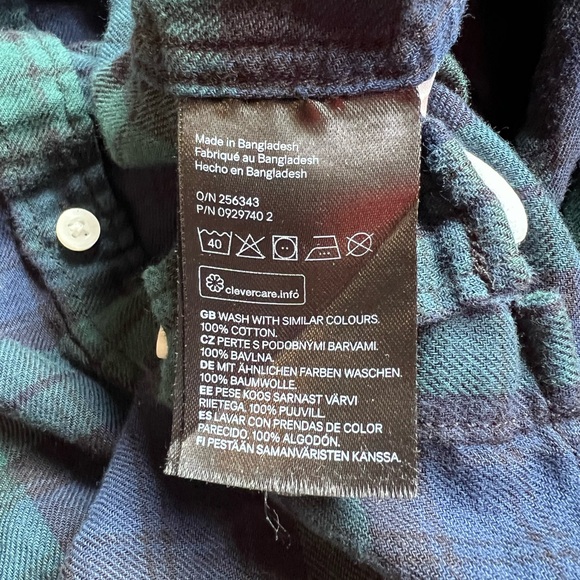 Made in Bangladesh
Fabriqué au Bangladesh
Hecho en Bangladesh
O/N 256343
P/N 0929740 2
40
clevercare.info
GB WASH WITH SIMILAR COLOURS.
100% COTTON.
CZ PERTE S PODOBNÝMI BARVAMI.
100% BAVLNA.
DE MIT ÄHNLICHEN FARBEN WASCHEN.
100% BAUMWOLLE.
EE PESE KOOS SARNAST VÄRVI
RIIETEGA. 100% PUUVILL.
ES LAVAR CON PRENDAS DE COLOR
PARECIDO. 100% ALGODÓN.
FI PESTÄÄN SAMANVÄRISTEN KANSSA.